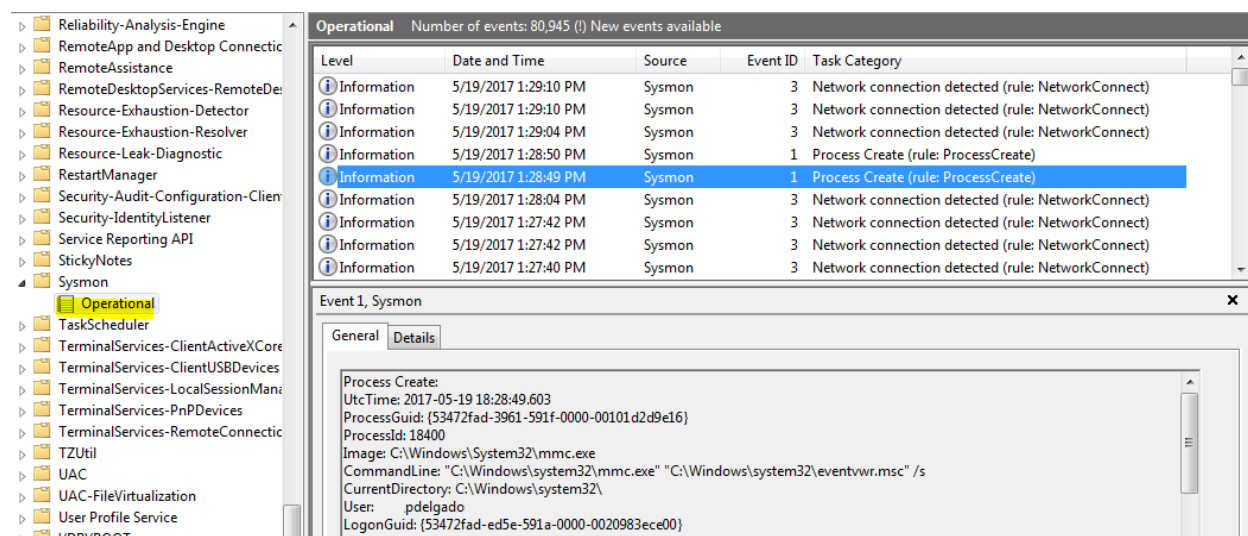 Reliability-Analysis-Engine
RemoteApp and Desktop Connectic
RemoteAssistance
RemoteDesktopServices-RemoteDes
Resource-Exhaustion-Detector
Resource-Exhaustion-Resolver
Resource-Leak-Diagnostic
RestartManager
Security-Audit-Configuration-Client
Security-IdentityListener
Service Reporting API
StickyNotes
Sysmon
Operational
TaskScheduler
TerminalServices-ClientActiveXCore
TerminalServices-ClientUSBDevices
TerminalServices-LocalSessionMana
TerminalServices-PnPDevices
TerminalServices-RemoteConnectic
TZUtil
UAC
UAC-FileVirtualization
User Profile Service
Operational Number of events: 80,945 (!) New events available
Level Date and Time Source Event ID Task Category
Information 5/19/2017 1:29:10 PM Sysmon 3 Network connection detected (rule: NetworkConnect)
Information 5/19/2017 1:29:10 PM Sysmon 3 Network connection detected (rule: NetworkConnect)
Information 5/19/2017 1:29:04 PM Sysmon 3 Network connection detected (rule: NetworkConnect)
Information 5/19/2017 1:28:50 PM Sysmon 1 Process Create (rule: ProcessCreate)
Information 5/19/2017 1:28:49 PM Sysmon 1 Process Create (rule: ProcessCreate)
Information 5/19/2017 1:28:04 PM Sysmon 3 Network connection detected (rule: NetworkConnect)
Information 5/19/2017 1:27:42 PM Sysmon 3 Network connection detected (rule: NetworkConnect)
Information 5/19/2017 1:27:42 PM Sysmon 3 Network connection detected (rule: NetworkConnect)
Information 5/19/2017 1:27:40 PM Sysmon 3 Network connection detected (rule: NetworkConnect)
Event 1, Sysmon
General Details
Process Create:
UtcTime: 2017-05-19 18:28:49.603
ProcessGuid: {53472fad-3961-591f-0000-00101d2d9e16}
ProcessId: 18400
Image: C:\Windows\System32\mmc.exe
CommandLine: "C:\Windows\system32\mmc.exe" "C:\Windows\system32\eventvwr.msc" /s
CurrentDirectory: C:\Windows\system32\
User: pdelgado
LogonGuid: {53472fad-ed5e-591a-0000-0020983ece00}